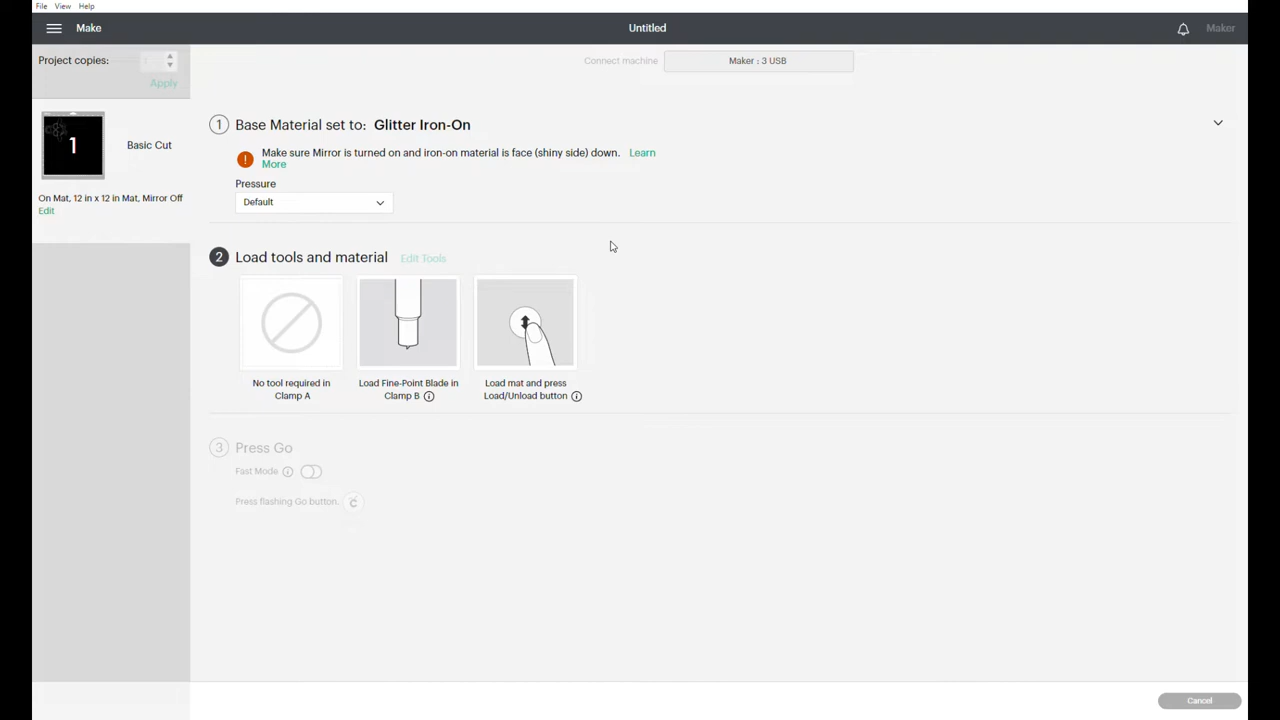 File View Help
Make
Untitled
Maker
Project copies:
Apply
1
Basic Cut
On Mat, 12 in x 12 in Mat, Mirror Off
Edit
Connect machine
Maker : 3 USB
1 Base Material set to: Glitter Iron-On
! Make sure Mirror is turned on and iron-on material is face (shiny side) down. Learn
More
Pressure
Default
2 Load tools and material Edit Tools
No tool required in
Clamp A
Load Fine-Point Blade in
Clamp B
Load mat and press
Load/Unload button
3 Press Go
Fast Mode
Press flashing Go button.
Cancel